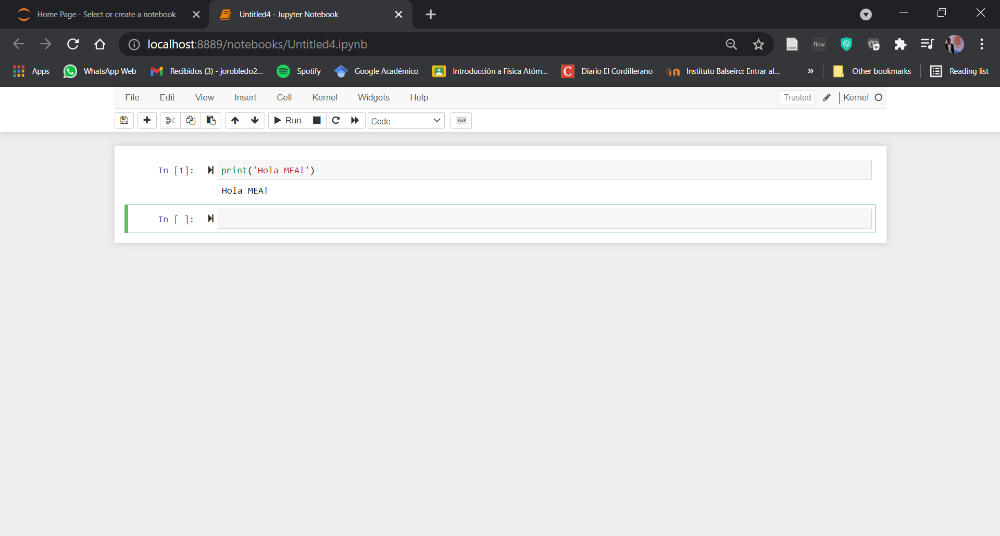 Home Page - Select or create a notebook
Untitled4 - Jupyter Notebook
localhost:8889/notebooks/Untitled4.ipynb
flow
Apps
WhatsApp Web
Recibidos (3) - jorobledo2...
Spotify
Google Académico
Introducción a Física Atóm...
C
Diario El Cordillerano
Instituto Balseiro: Entrar al...
»
Other bookmarks
Reading list
File Edit View Insert Cell Kernel Widgets Help
Trusted
Kernel
Run
Code
In [1]: print('Hola MEA!')
Hola MEA!
In [ ]: